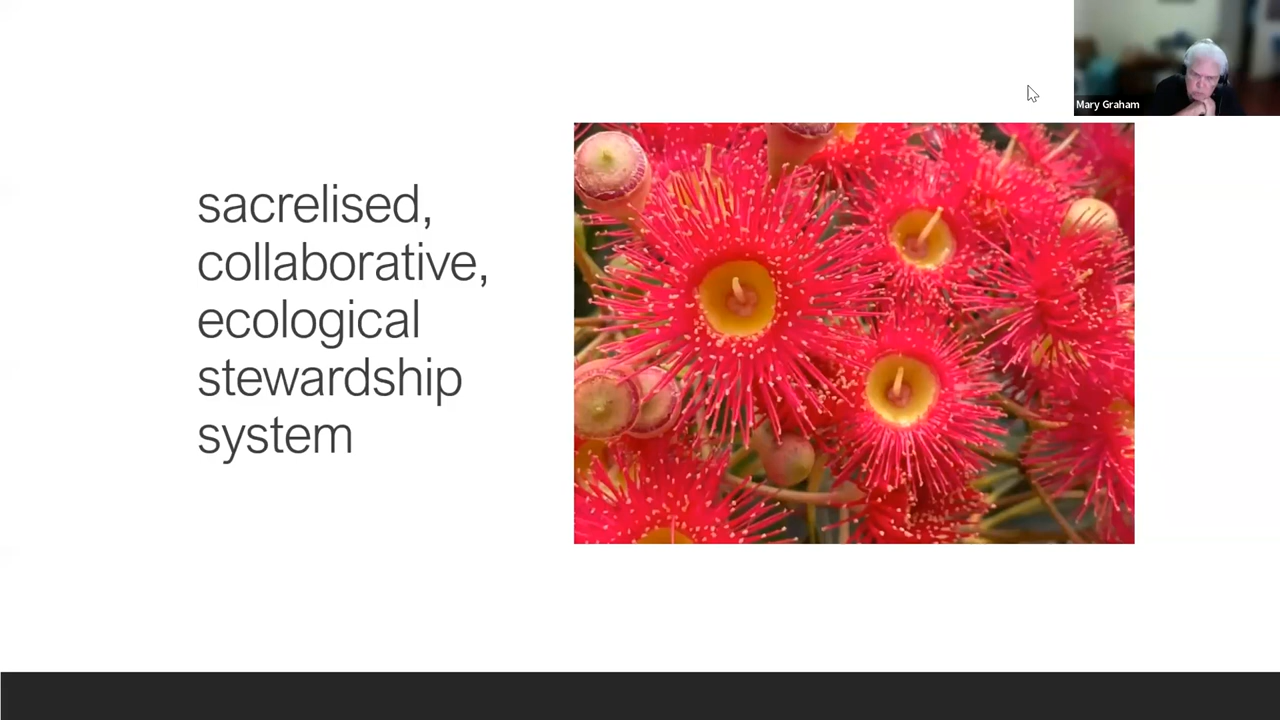 Mary Graham
sacrelised,
collaborative,
ecological
stewardship
system